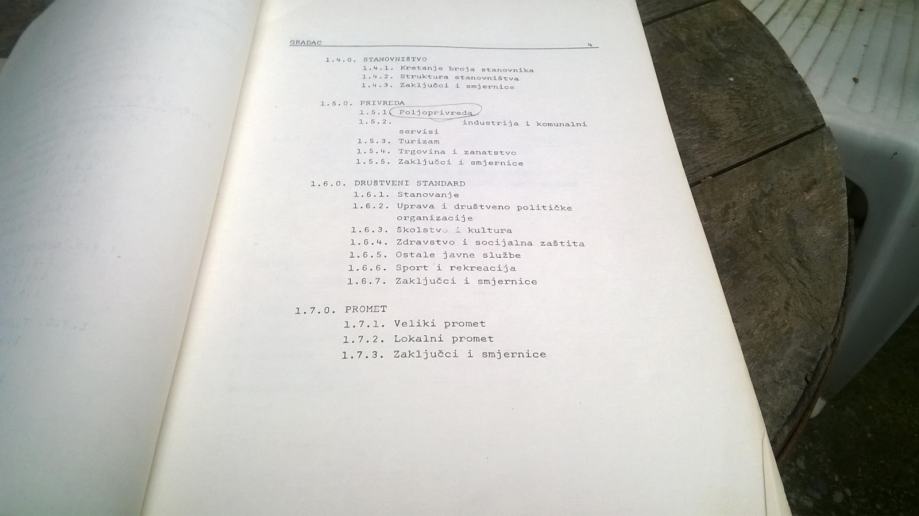 GRADAC 4
1.4.0. STANOVNIŠTVO
1.4.1. Kretanje broja stanovnika
1.4.2. Struktura stanovništva
1.4.3. Zaključci i smjernice
1.5.0. PRIVREDA
1.5.1 Poljoprivreda
1.5.2. industrija i komunalni
servisi
1.5.3. Turizam
1.5.4. Trgovina i zanatstvo
1.5.5. Zaključci i smjernice
1.6.0. DRUŠTVENI STANDARD
1.6.1. Stanovanje
1.6.2. Uprava i društveno političke
organizacije
1.6.3. Školstvo i kultura
1.6.4. Zdravstvo i socijalna zaštita
1.6.5. Ostale javne službe
1.6.6. Sport i rekreacija
1.6.7. Zaključci i smjernice
1.7.0. PROMET
1.7.1. Veliki promet
1.7.2. Lokalni promet
1.7.3. Zaključci i smjernice